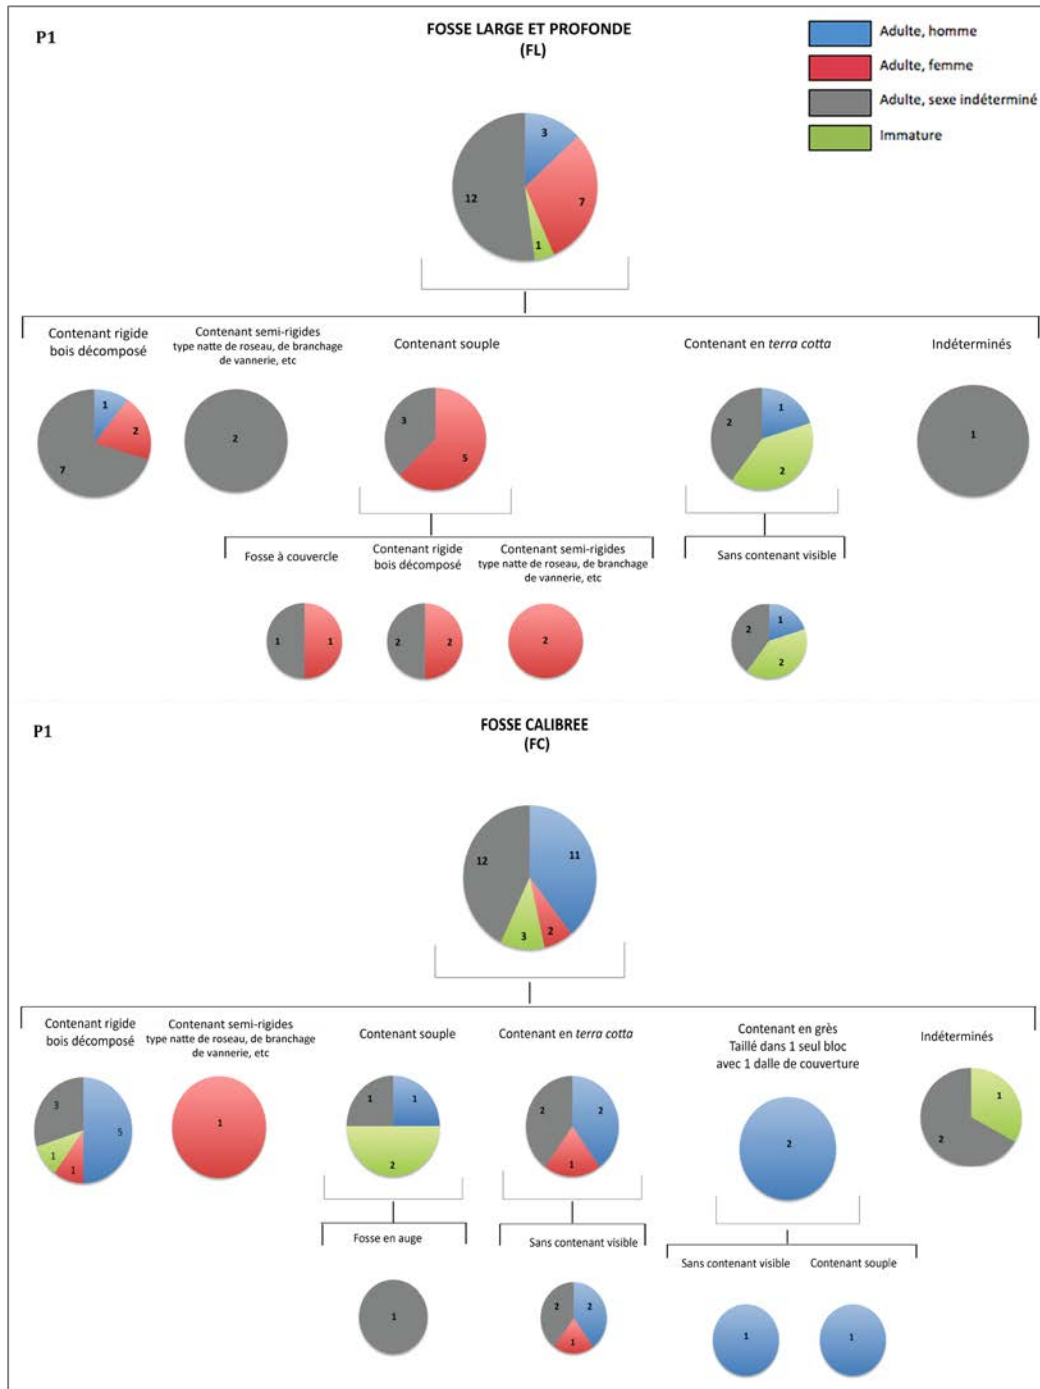 P1
FOSSE LARGE ET PROFONDE
(FL)
Adulte, homme
Adulte, femme
Adulte, sexe indéterminé
Immature
3
12
7
1
Contenant rigide
bois décomposé
Contenant semi-rigides
type natte de roseau, de branchage
de vannerie, etc
Contenant souple
Contenant en terra cotta
Indéterminés
1
2
7
2
3
5
1
2
2
1
Fosse à couvercle
Contenant rigide
bois décomposé
Contenant semi-rigides
type natte de roseau, de branchage
de vannerie, etc
Sans contenant visible
1
1
2
2
2
1
2
2
P1
FOSSE CALIBREE
(FC)
12
11
3
2
Contenant rigide
bois décomposé
Contenant semi-rigides
type natte de roseau, de branchage
de vannerie, etc
Contenant souple
Contenant en terra cotta
Contenant en grès
Taillé dans 1 seul bloc
avec 1 dalle de couverture
Indéterminés
3
5
1
1
1
1
1
2
2
2
1
2
1
2
Fosse en auge
Sans contenant visible
Sans contenant visible
Contenant souple
1
2
2
1
1
1